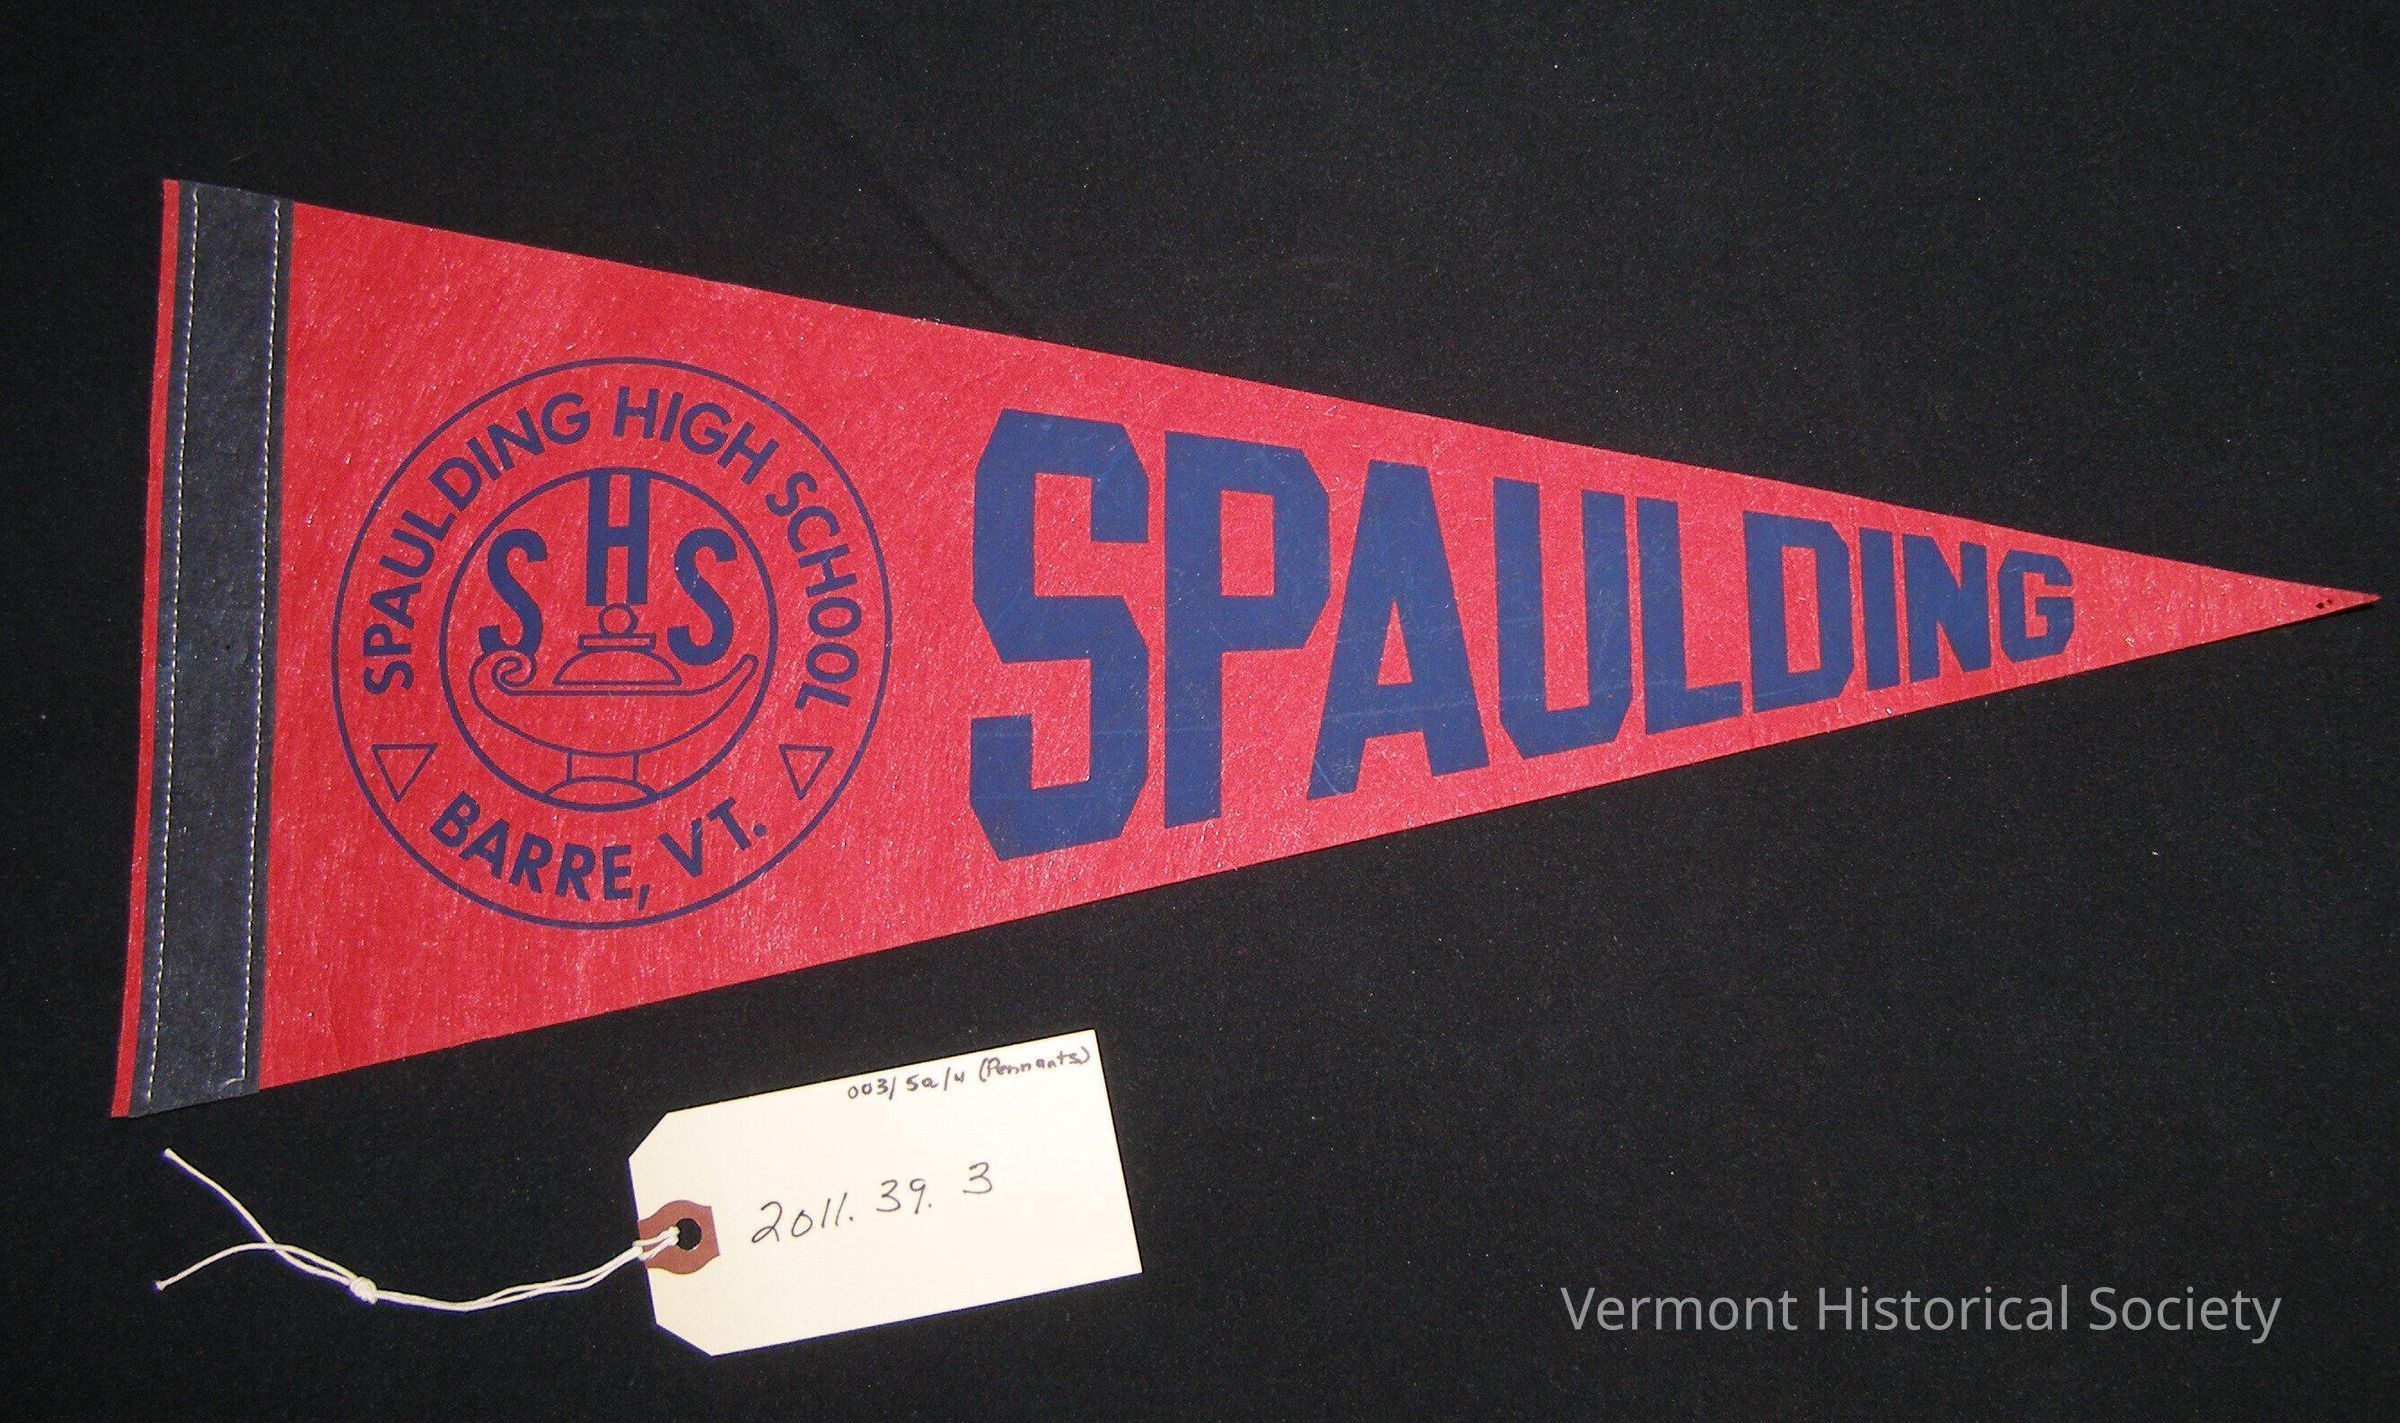 SPAULDING HIGH SCHOOL
SHS
BARRE, VT.
SPAULDING
003/5a/4 (Pennants)
2011. 39. 3
Vermont Historical Society